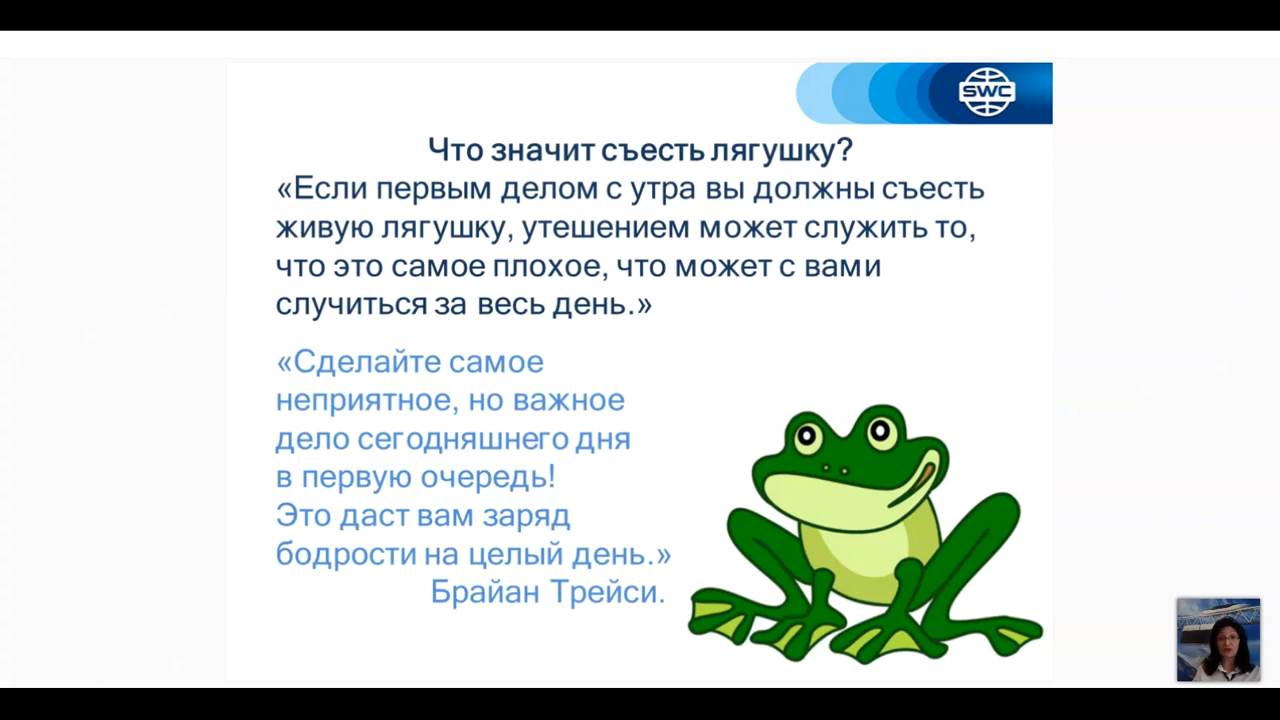 SWC
Что значит съесть лягушку?
«Если первым делом с утра вы должны съесть
живую лягушку, утешением может служить то,
что это самое плохое, что может с вами
случиться за весь день.»
«Сделайте самое
неприятное, но важное
дело сегодняшнего дня
в первую очередь!
Это даст вам заряд
бодрости на целый день.»
Брайан Трейси.